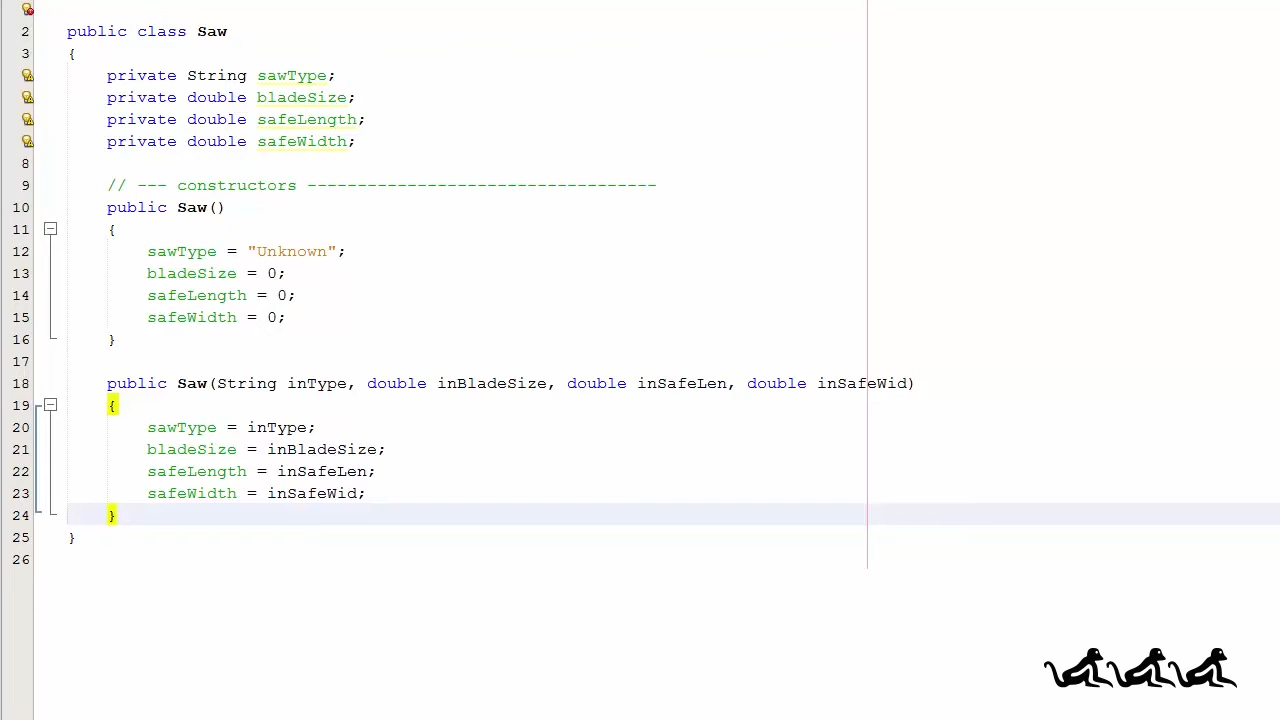 2 public class Saw
3 {
private String sawType;
private double bladeSize;
private double safeLength;
private double safeWidth;
8
9 // --- constructors -----------------------------------
10 public Saw()
11 {
12 sawType = "Unknown";
13 bladeSize = 0;
14 safeLength = 0;
15 safeWidth = 0;
16 }
17
18 public Saw(String inType, double inBladeSize, double inSafeLen, double inSafeWid)
19 {
20 sawType = inType;
21 bladeSize = inBladeSize;
22 safeLength = inSafeLen;
23 safeWidth = inSafeWid;
24 }
25 }
26